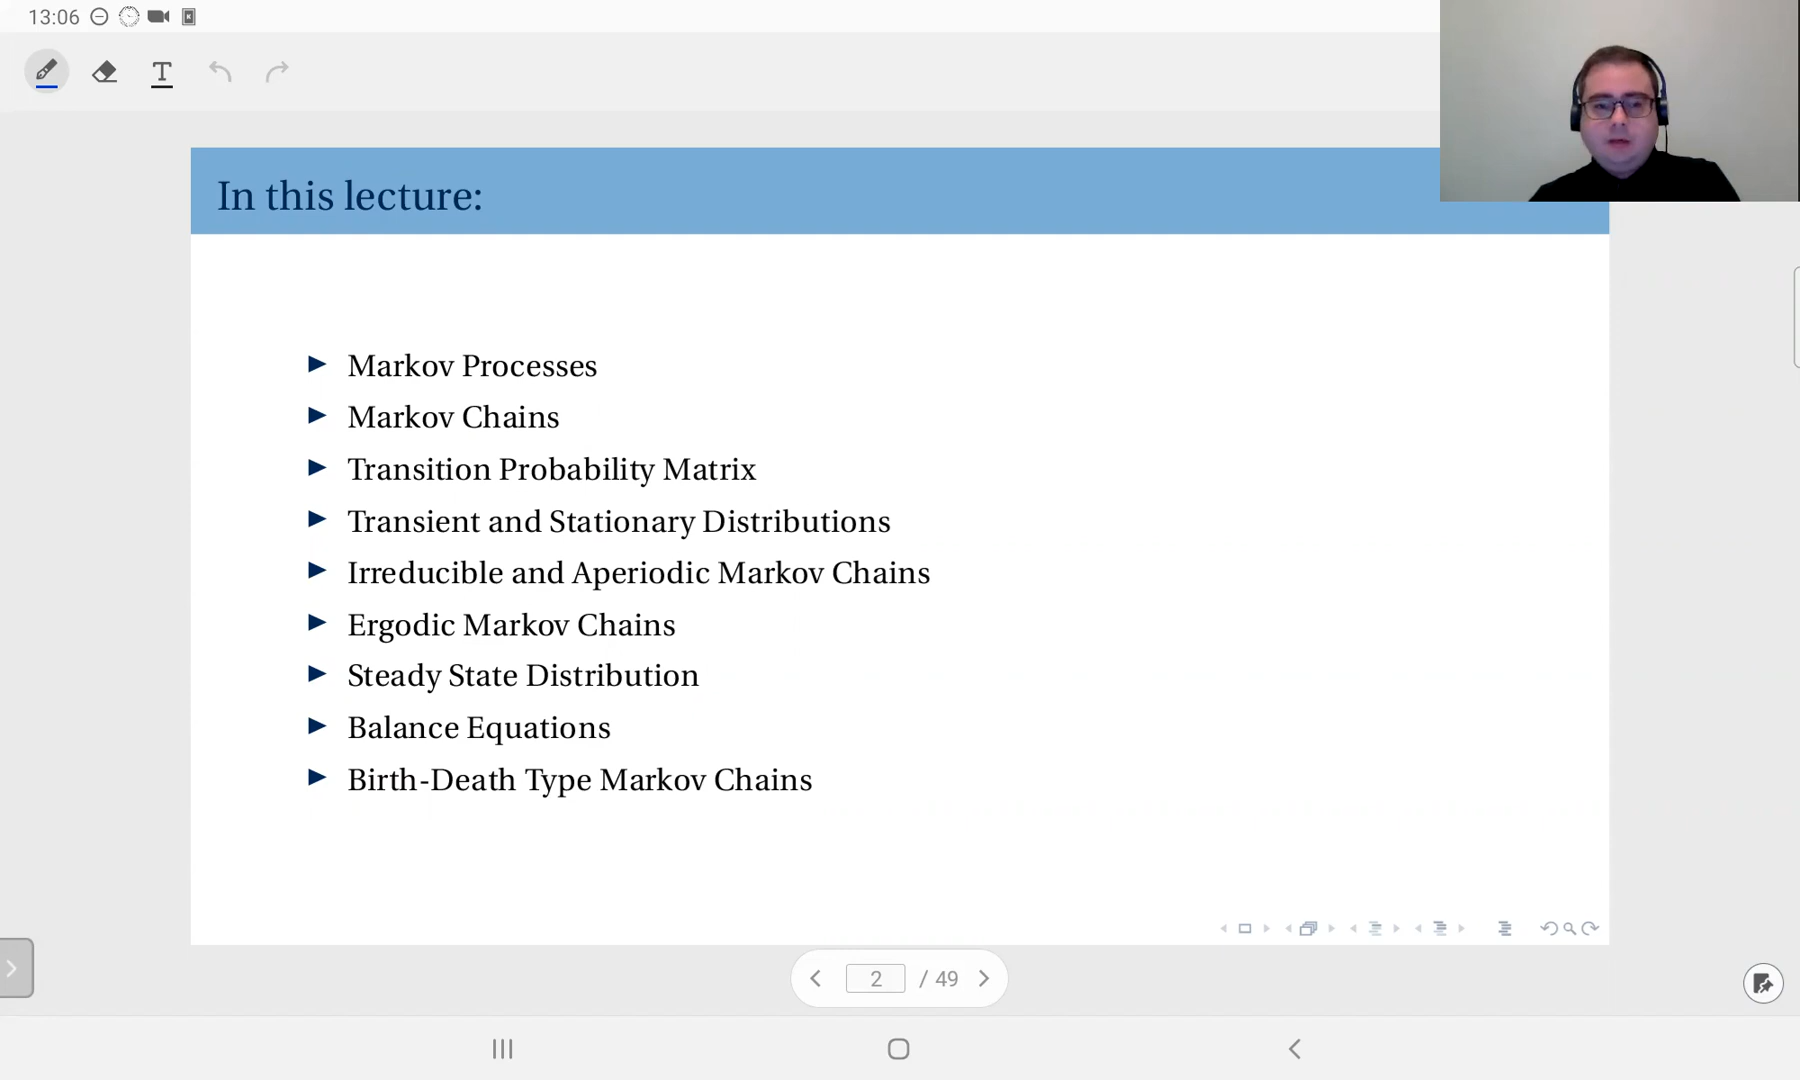 13:06
T
In this lecture:
Markov Processes
Markov Chains
Transition Probability Matrix
Transient and Stationary Distributions
Irreducible and Aperiodic Markov Chains
Ergodic Markov Chains
Steady State Distribution
Balance Equations
Birth-Death Type Markov Chains
2 / 49